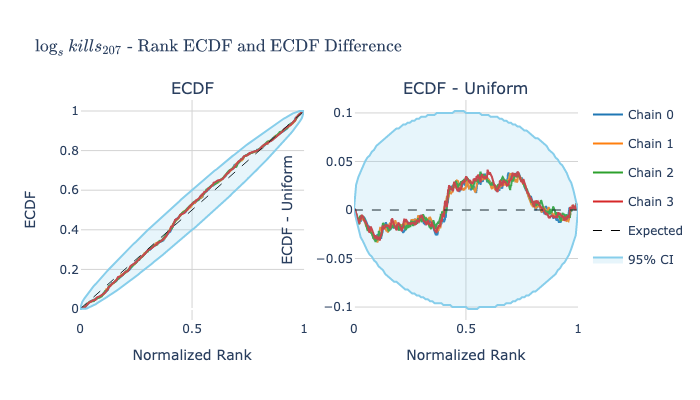 log_s kills_207 - Rank ECDF and ECDF Difference
ECDF
ECDF - Uniform
1
0.8
0.6
0.4
0.2
0
0
0.5
1
ECDF
Normalized Rank
0.1
0.05
0
−0.05
−0.1
0
0.5
1
ECDF - Uniform
Normalized Rank
Chain 0
Chain 1
Chain 2
Chain 3
Expected
95% CI